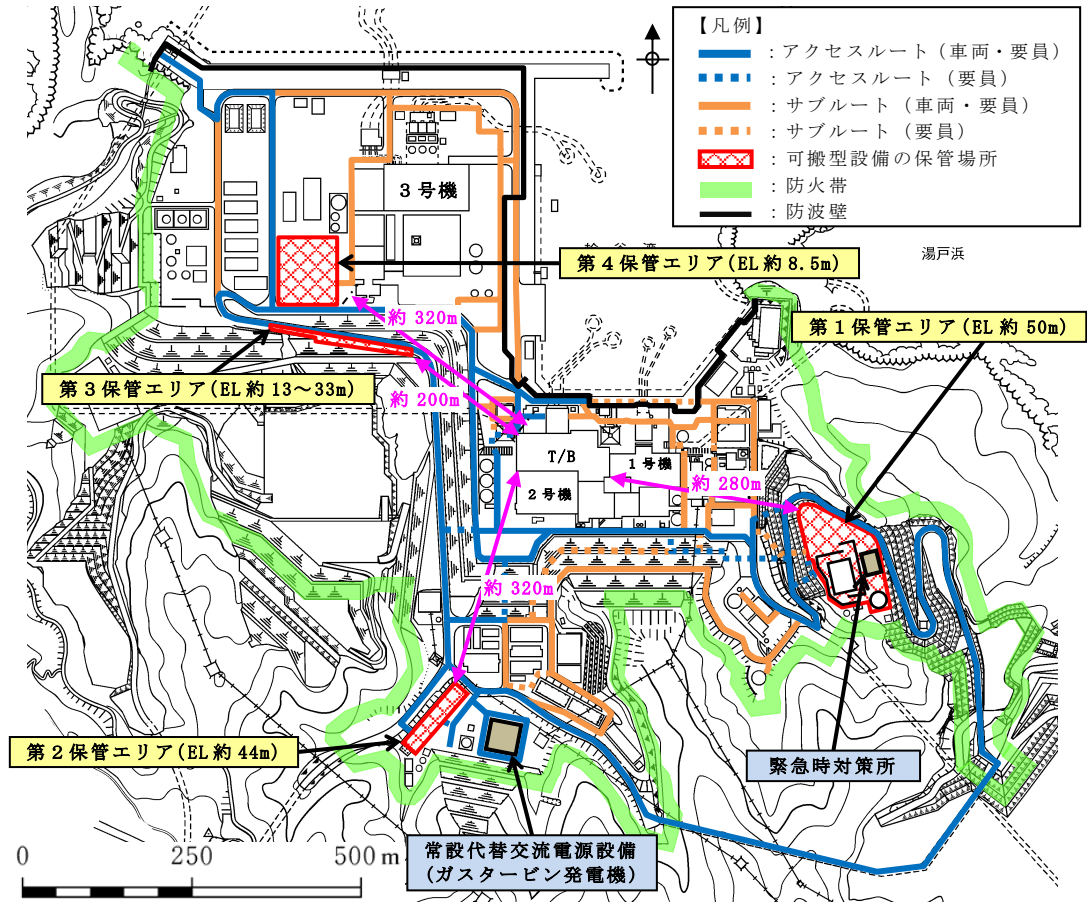 【凡例】
：アクセスルート（車両・要員）
：アクセスルート（要員）
：サブルート（車両・要員）
：サブルート（要員）
：可搬型設備の保管場所
：防火帯
：防波壁
3号機
輪谷湾
湯戸浜
第4保管エリア(EL約8.5m)
第1保管エリア(EL約50m)
約320m
第3保管エリア(EL約13～33m)
約200m
T/B
1号機
2号機
約280m
約320m
第2保管エリア(EL約44m)
緊急時対策所
常設代替交流電源設備
(ガスタービン発電機)
0 250 500m